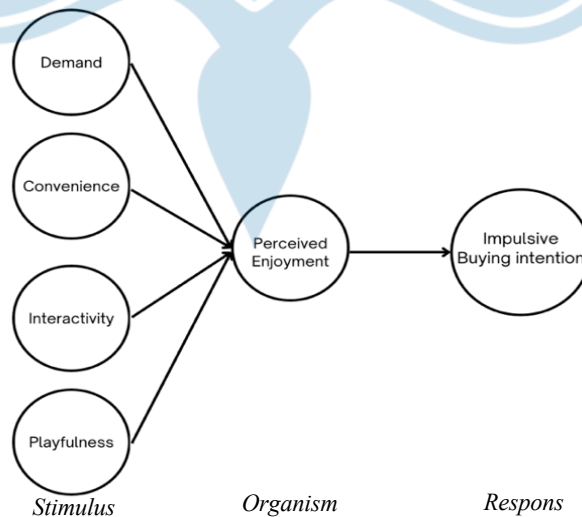 Demand
Convenience
Interactivity
Playfulness
Perceived
Enjoyment
Impulsive
Buying intention
Stimulus
Organism
Respons